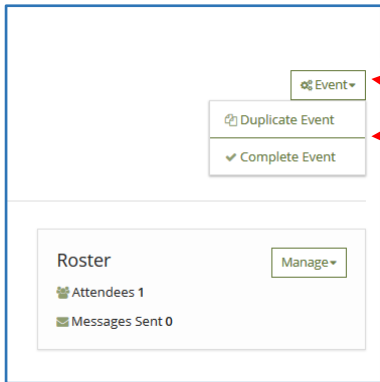 Event
Duplicate Event
Complete Event
Roster
Manage
Attendees 1
Messages Sent 0